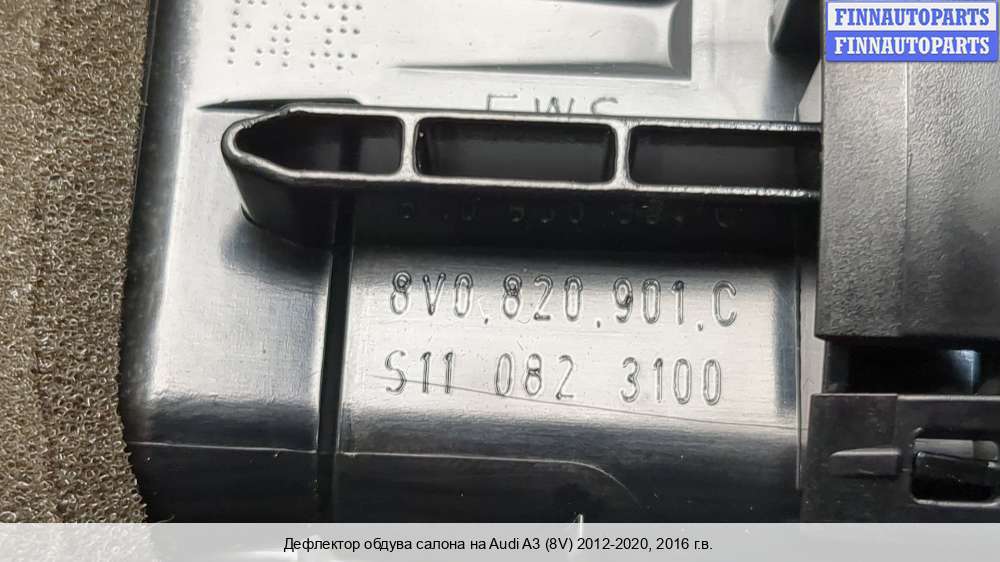 FINNAUTOPARTS
FINNAUTOPARTS
EWS
8V0.820.901.C
S11 082 3100
Дефлектор обдува салона на Audi A3 (8V) 2012-2020, 2016 г.в.